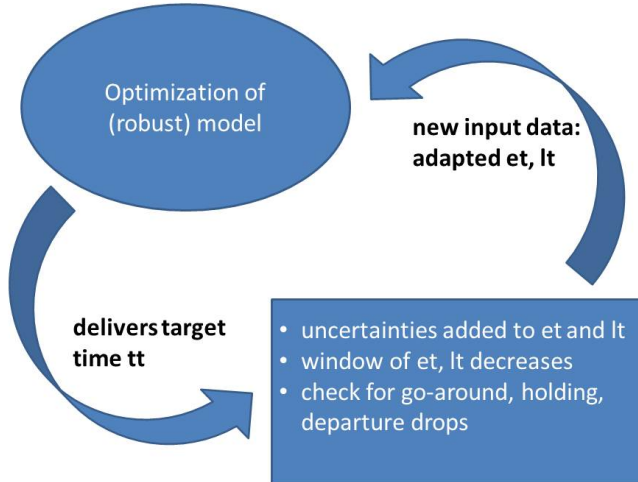 Optimization of
(robust) model
new input data:
adapted et, lt
delivers target
time tt
• uncertainties added to et and lt
• window of et, lt decreases
• check for go-around, holding,
departure drops